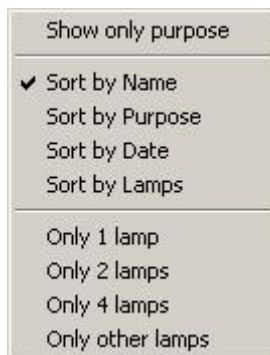 Show only purpose
Sort by Name
Sort by Purpose
Sort by Date
Sort by Lamps
Only 1 lamp
Only 2 lamps
Only 4 lamps
Only other lamps